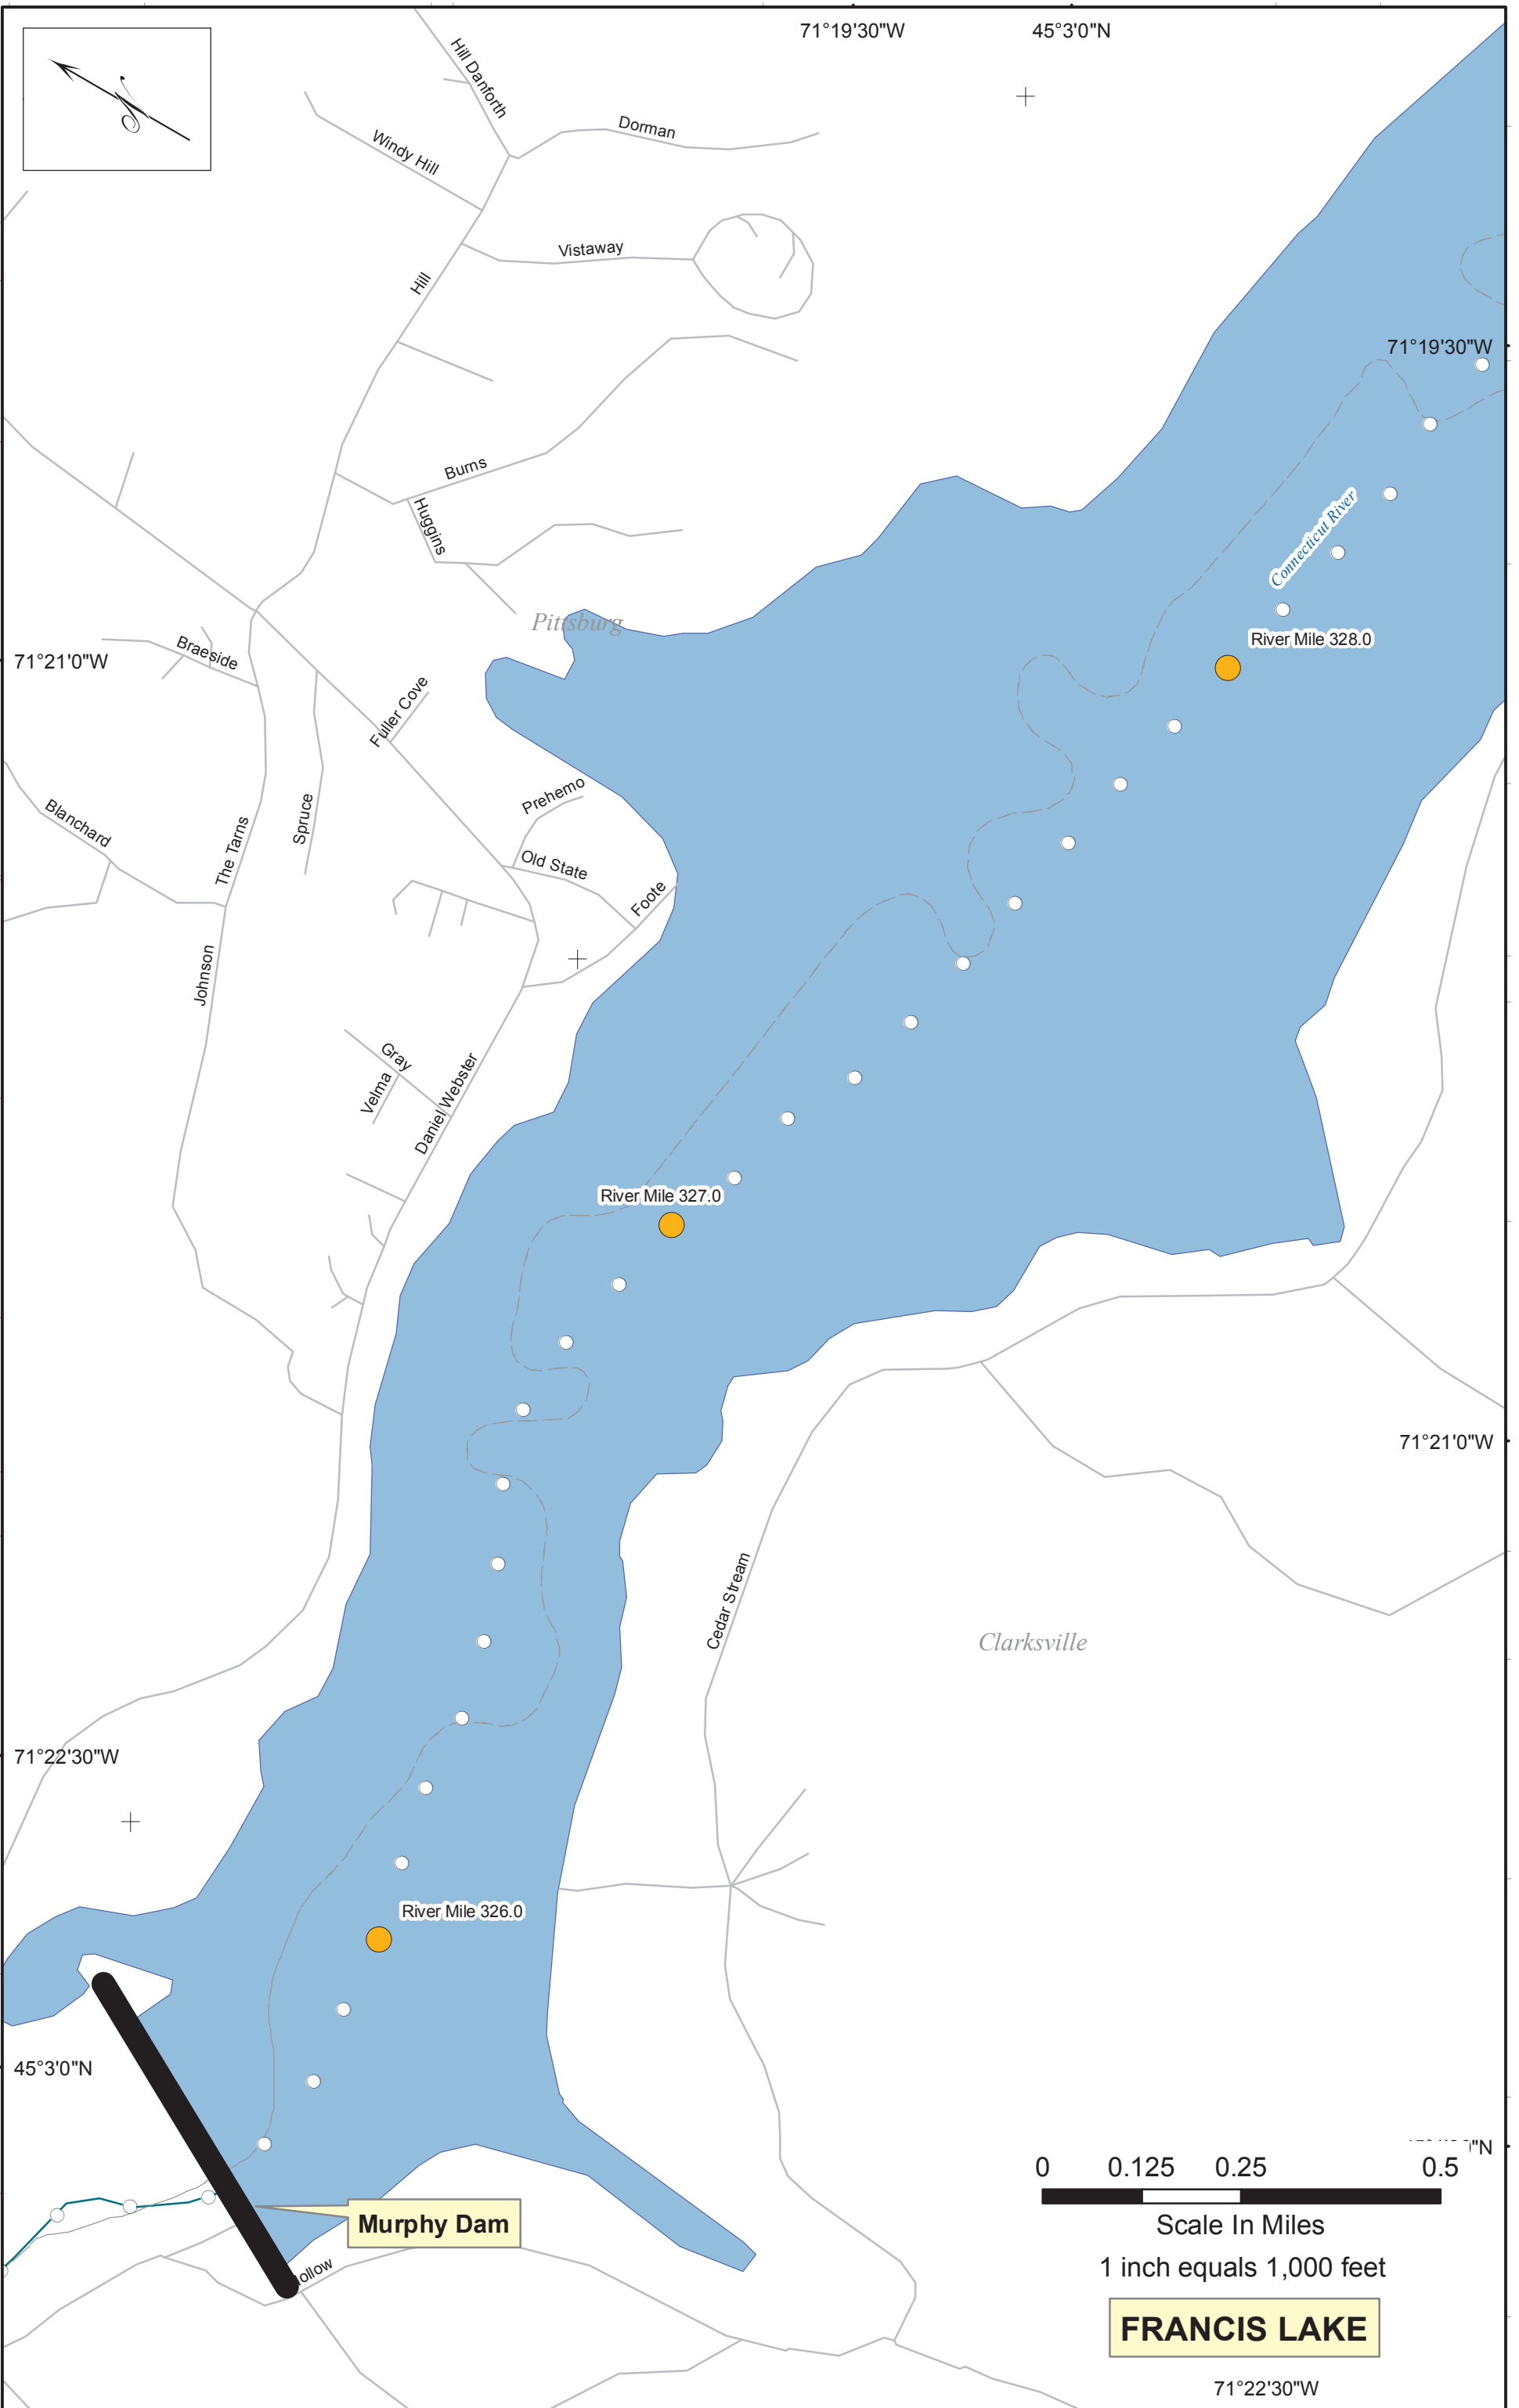 71°19'30"W
45°3'0"N
Hill Danforth
Dorman
Windy Hill
Vistaway
Hill
71°19'30"W
Burns
Huggins
Connecticut River
Pittsburg
River Mile 328.0
Braeside
71°21'0"W
Fuller Cove
Prehemo
Blanchard
The Tarns
Spruce
Old State
Foote
Johnson
Gray
Velma
Daniel Webster
River Mile 327.0
71°21'0"W
Cedar Stream
Clarksville
71°22'30"W
River Mile 326.0
45°3'0"N
"N
0 0.125 0.25 0.5
Murphy Dam
Scale In Miles
1 inch equals 1,000 feet
FRANCIS LAKE
71°22'30"W